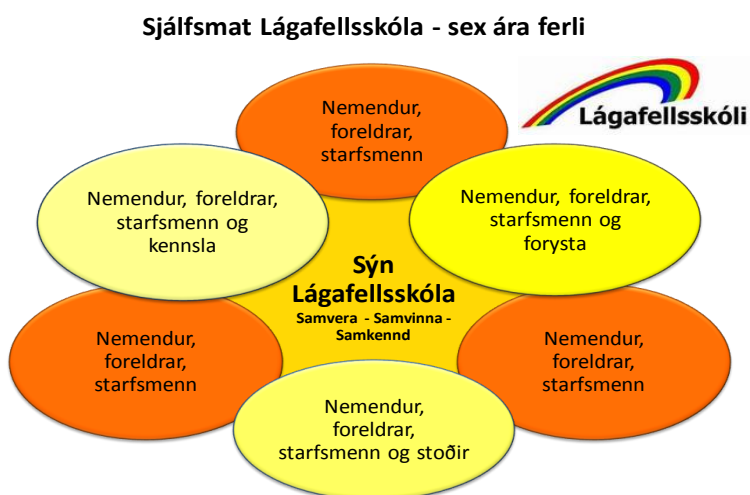 Sjálfsmat Lágafellsskóla - sex ára ferli
Lágafellsskóli
Nemendur,
foreldrar,
starfsmenn
Nemendur, foreldrar,
starfsmenn og
kennsla
Nemendur, foreldrar,
starfsmenn og
forysta
Sýn
Lágafellsskóla
Samvera - Samvinna -
Samkennd
Nemendur,
foreldrar,
starfsmenn
Nemendur,
foreldrar,
starfsmenn
Nemendur,
foreldrar,
starfsmenn og stoðir